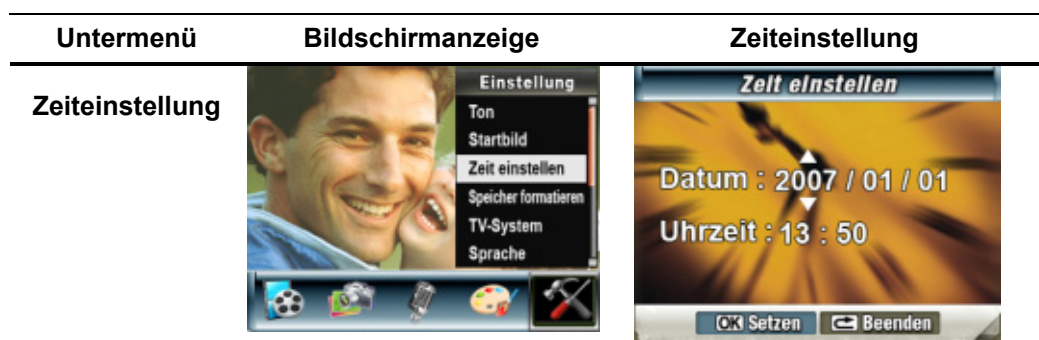 Untermenü Bildschirmanzeige Zeiteinstellung
Zeiteinstellung
Einstellung
Ton
Startbild
Zeit einstellen
Speicher formatieren
TV-System
Sprache
Zeit einstellen
Datum : 2007 / 01 / 01
Uhrzeit : 13 : 50
OK Setzen Beenden